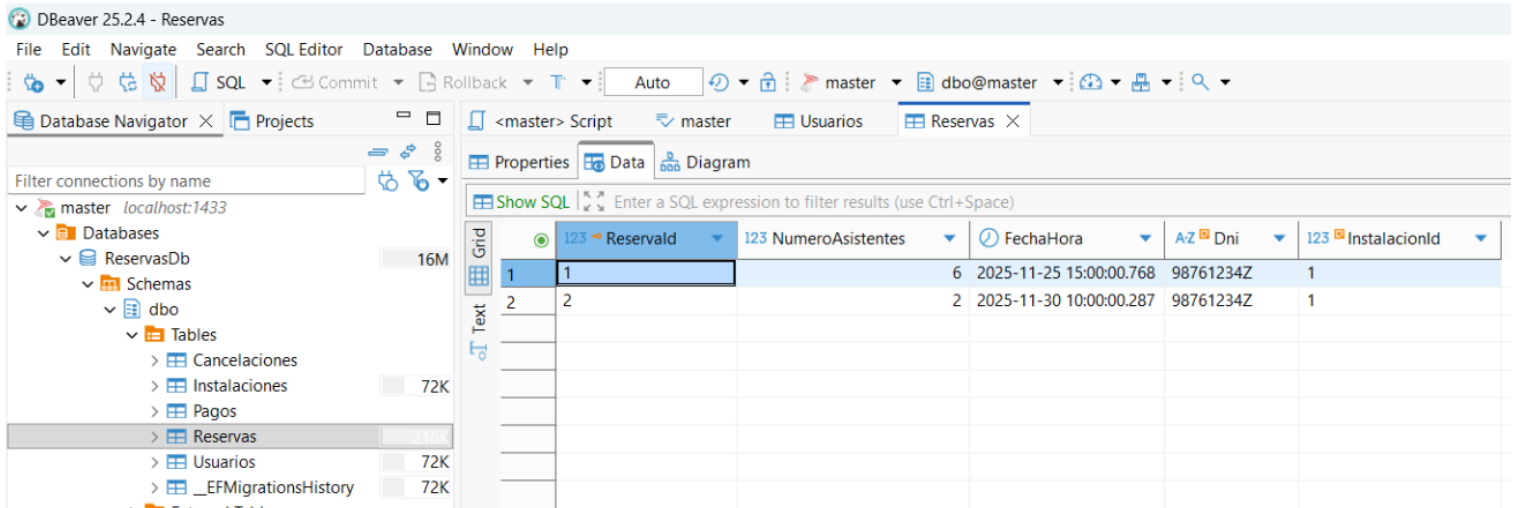 DBeaver 25.2.4 - Reservas
File Edit Navigate Search SQL Editor Database Window Help
SQL Commit Rollback T Auto master dbo@master
Database Navigator Projects
<master> Script master Usuarios Reservas
Properties Data Diagram
Filter connections by name
Show SQL Enter a SQL expression to filter results (use Ctrl+Space)
master localhost:1433
Databases
ReservasDb 16M
Schemas
dbo
Tables
Cancelaciones
Instalaciones 72K
Pagos
Reservas 216K
Usuarios 72K
__EFMigrationsHistory 72K
Grid
Text
123 ReservaId 123 NumeroAsistentes FechaHora A-Z Dni 123 InstalacionId
1 1 6 2025-11-25 15:00:00.768 98761234Z 1
2 2 2 2025-11-30 10:00:00.287 98761234Z 1